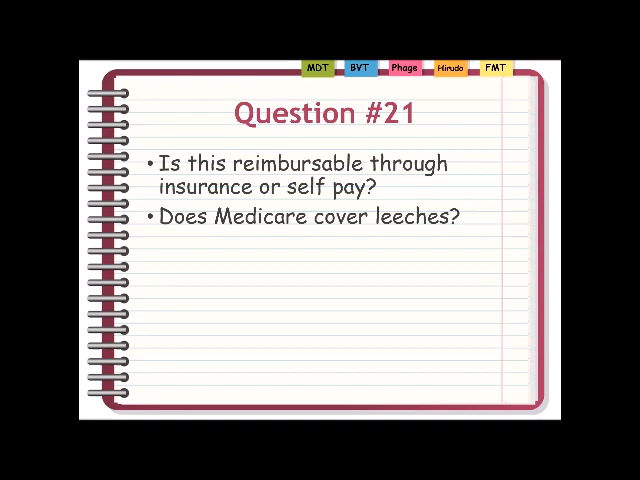 MDT BVT Phage Hirudo FMT
Question #21
• Is this reimbursable through
insurance or self pay?
• Does Medicare cover leeches?